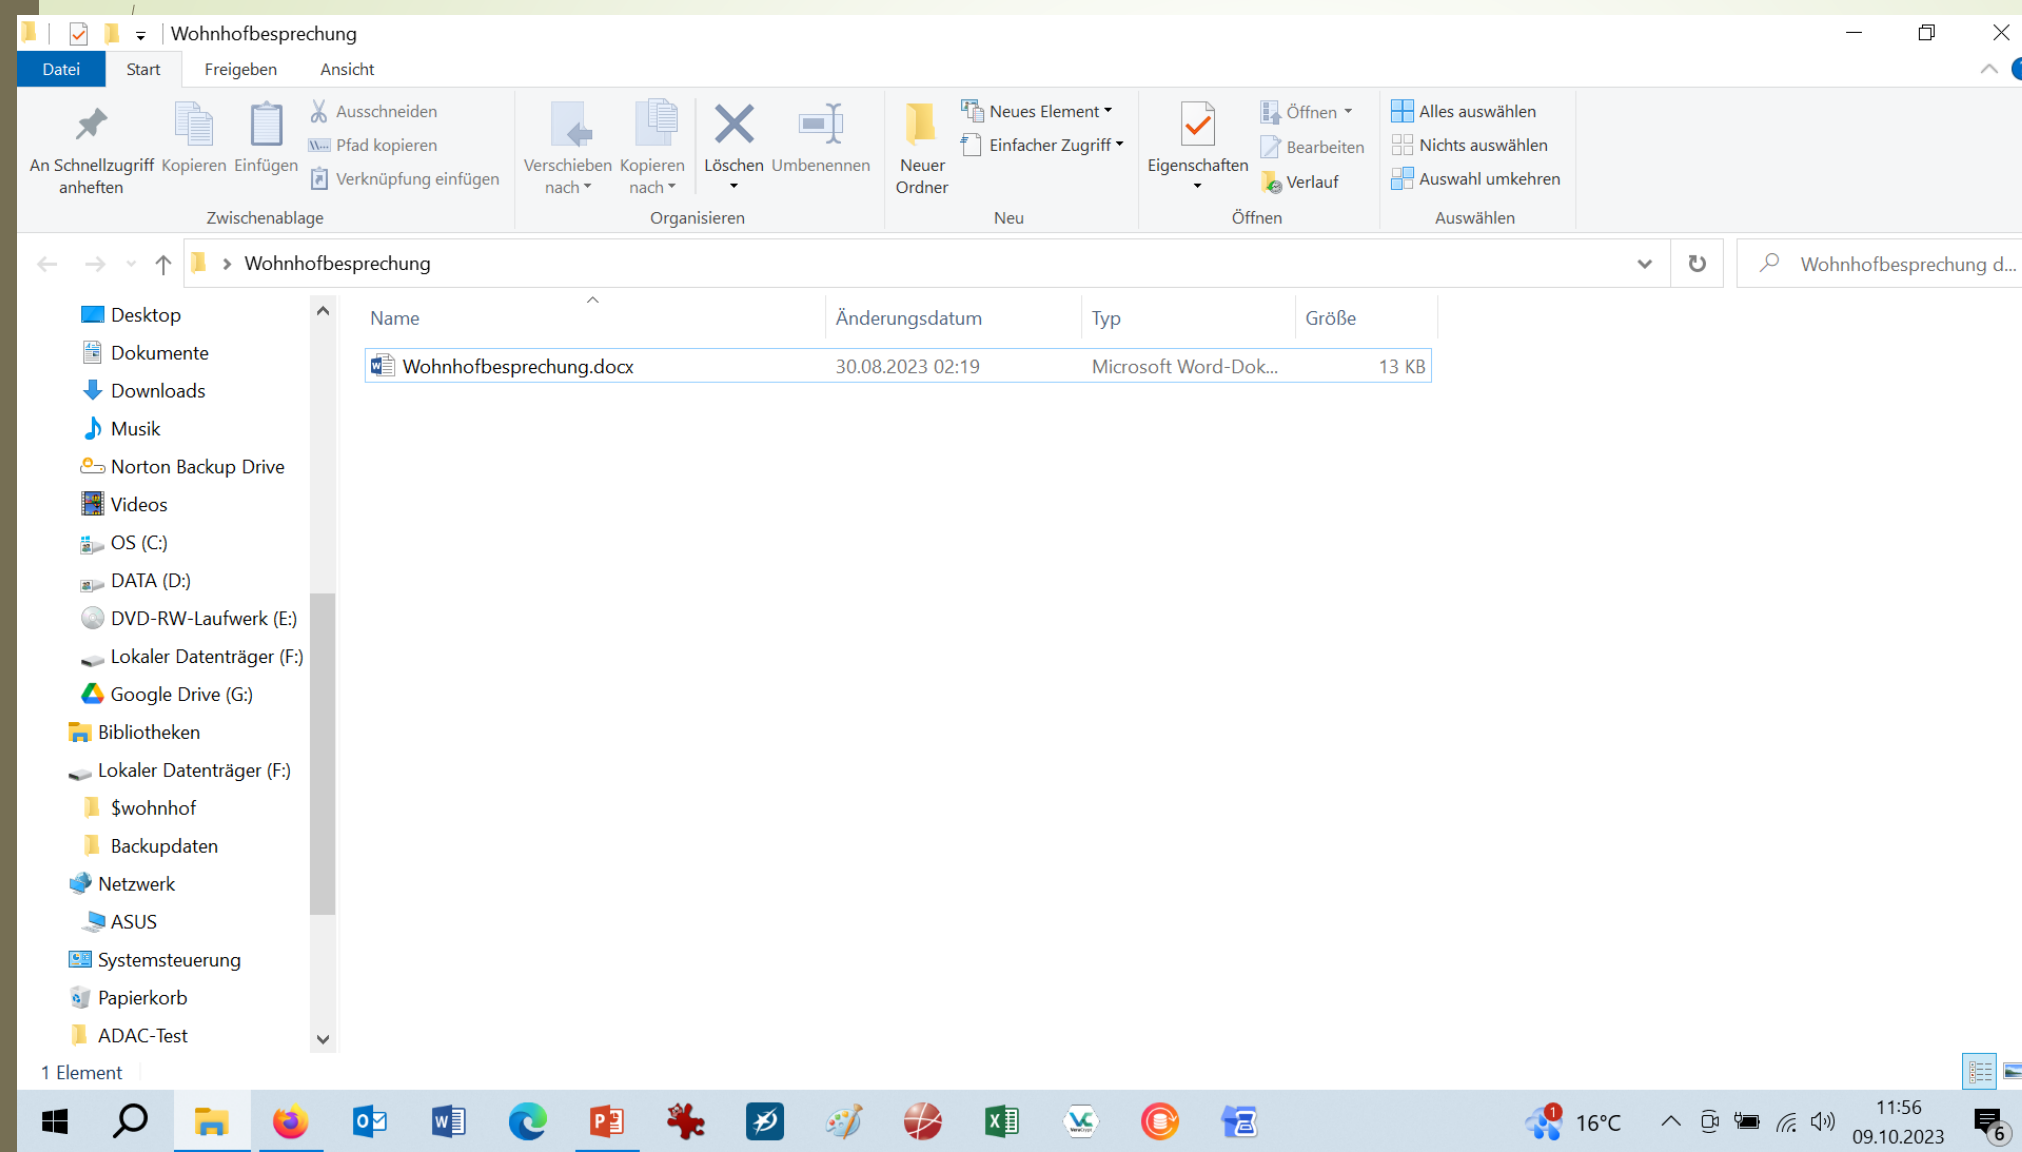 Wohnhofbesprechung
Datei Start Freigeben Ansicht
An Schnellzugriff anheften
Kopieren
Einfügen
Ausschneiden
Pfad kopieren
Verknüpfung einfügen
Zwischenablage
Verschieben nach
Kopieren nach
Löschen
Umbenennen
Organisieren
Neuer Ordner
Neues Element
Einfacher Zugriff
Neu
Eigenschaften
Öffnen
Bearbeiten
Verlauf
Öffnen
Alles auswählen
Nichts auswählen
Auswahl umkehren
Auswählen
Wohnhofbesprechung
Wohnhofbesprechung d...
Desktop
Dokumente
Downloads
Musik
Norton Backup Drive
Videos
OS (C:)
DATA (D:)
DVD-RW-Laufwerk (E:)
Lokaler Datenträger (F:)
Google Drive (G:)
Bibliotheken
Lokaler Datenträger (F:)
$wohnhof
Backupdaten
Netzwerk
ASUS
Systemsteuerung
Papierkorb
ADAC-Test
Name Änderungsdatum Typ Größe
Wohnhofbesprechung.docx 30.08.2023 02:19 Microsoft Word-Dok... 13 KB
1 Element
1
16°C
11:56
09.10.2023
6